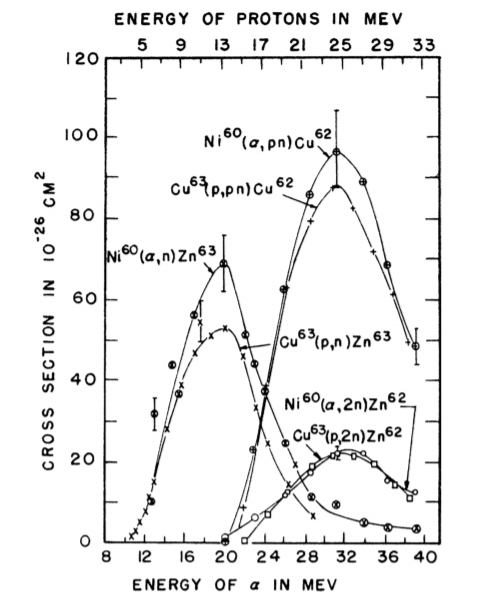 ENERGY OF PROTONS IN MEV
5 9 13 17 21 25 29 33
120
100
80
60
40
20
0
CROSS SECTION IN 10⁻²⁶ CM²
Ni⁶⁰(α,pn)Cu⁶²
Cu⁶³(p,pn)Cu⁶²
Ni⁶⁰(α,n)Zn⁶³
Cu⁶³(p,n)Zn⁶³
Ni⁶⁰(α,2n)Zn⁶²
Cu⁶³(p,2n)Zn⁶²
8 12 16 20 24 28 32 36 40
ENERGY OF α IN MEV